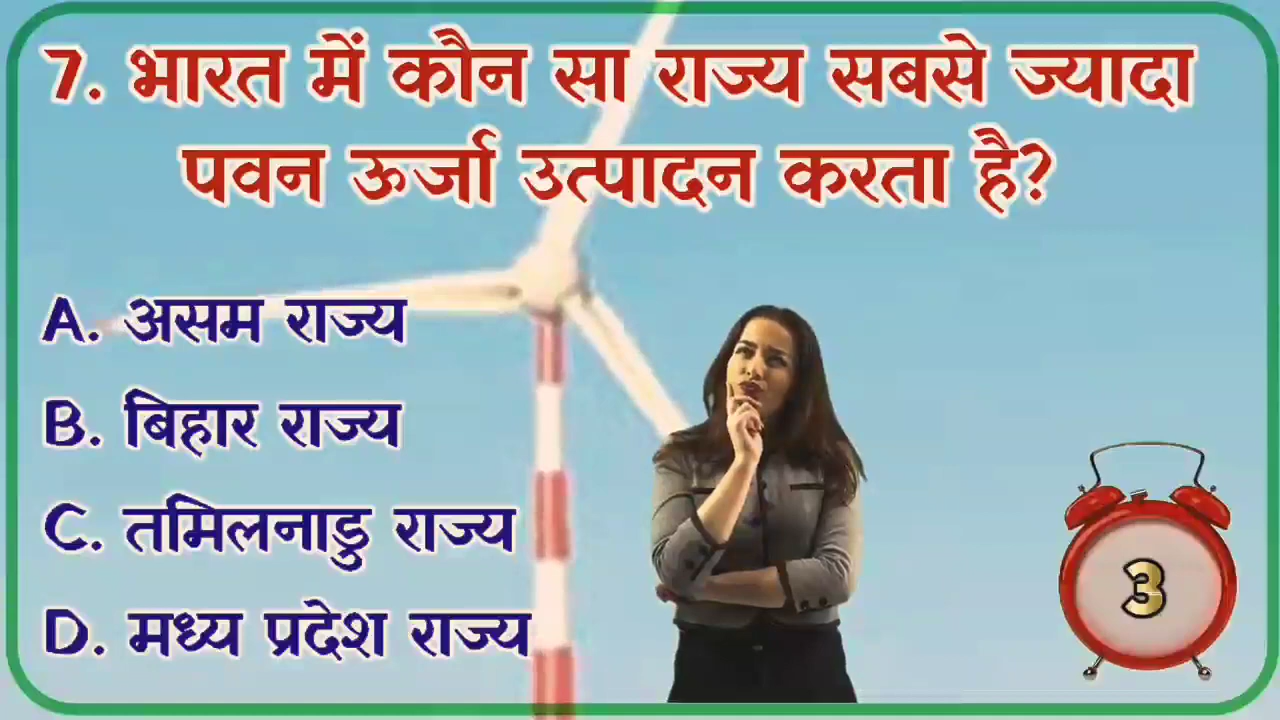 7. भारत में कौन सा राज्य सबसे ज्यादा
पवन ऊर्जा उत्पादन करता है?
A. असम राज्य
B. बिहार राज्य
C. तमिलनाडु राज्य
D. मध्य प्रदेश राज्य
3